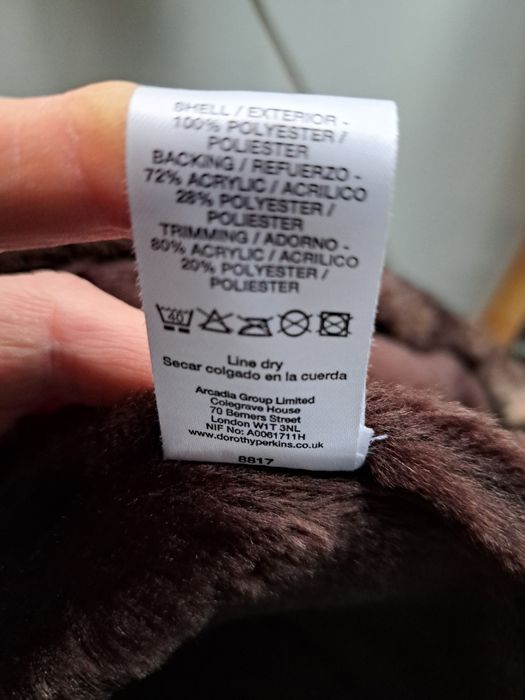 SHELL / EXTERIOR -
100% POLYESTER /
POLIESTER
BACKING / REFUERZO -
72% ACRYLIC / ACRILICO
28% POLYESTER /
POLIESTER
TRIMMING / ADORNO -
80% ACRYLIC / ACRILICO
20% POLYESTER /
POLIESTER
40
Line dry
Secar colgado en la cuerda
Arcadia Group Limited
Colegrave House
70 Berners Street
London W1T 3NL
NIF No: A0061711H
www.dorothyperkins.co.uk
8817